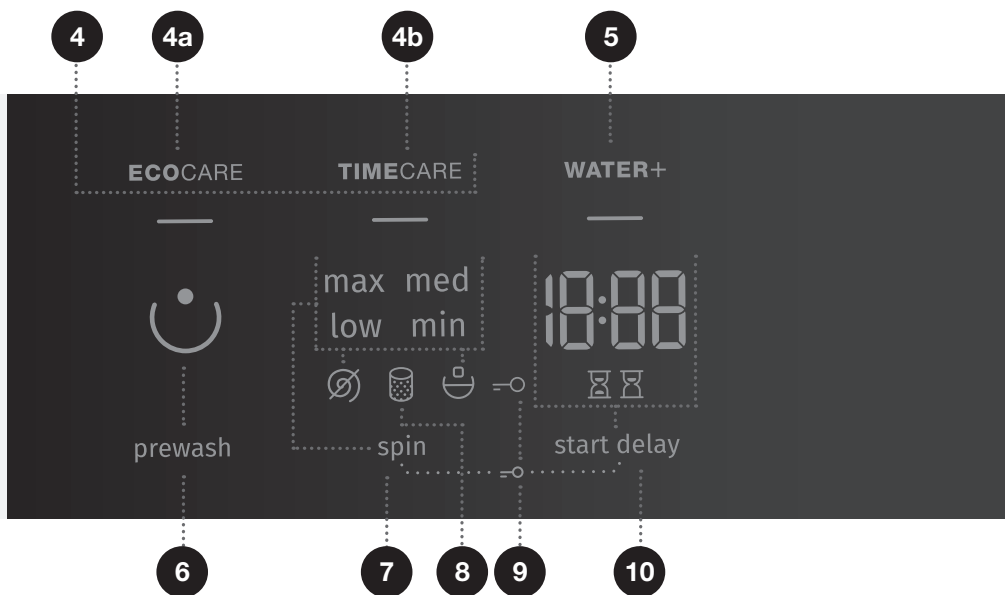 4 4a 4b 5
ECOCARE TIMECARE WATER+
max med
low min
18:88
prewash spin start delay
6 7 8 9 10